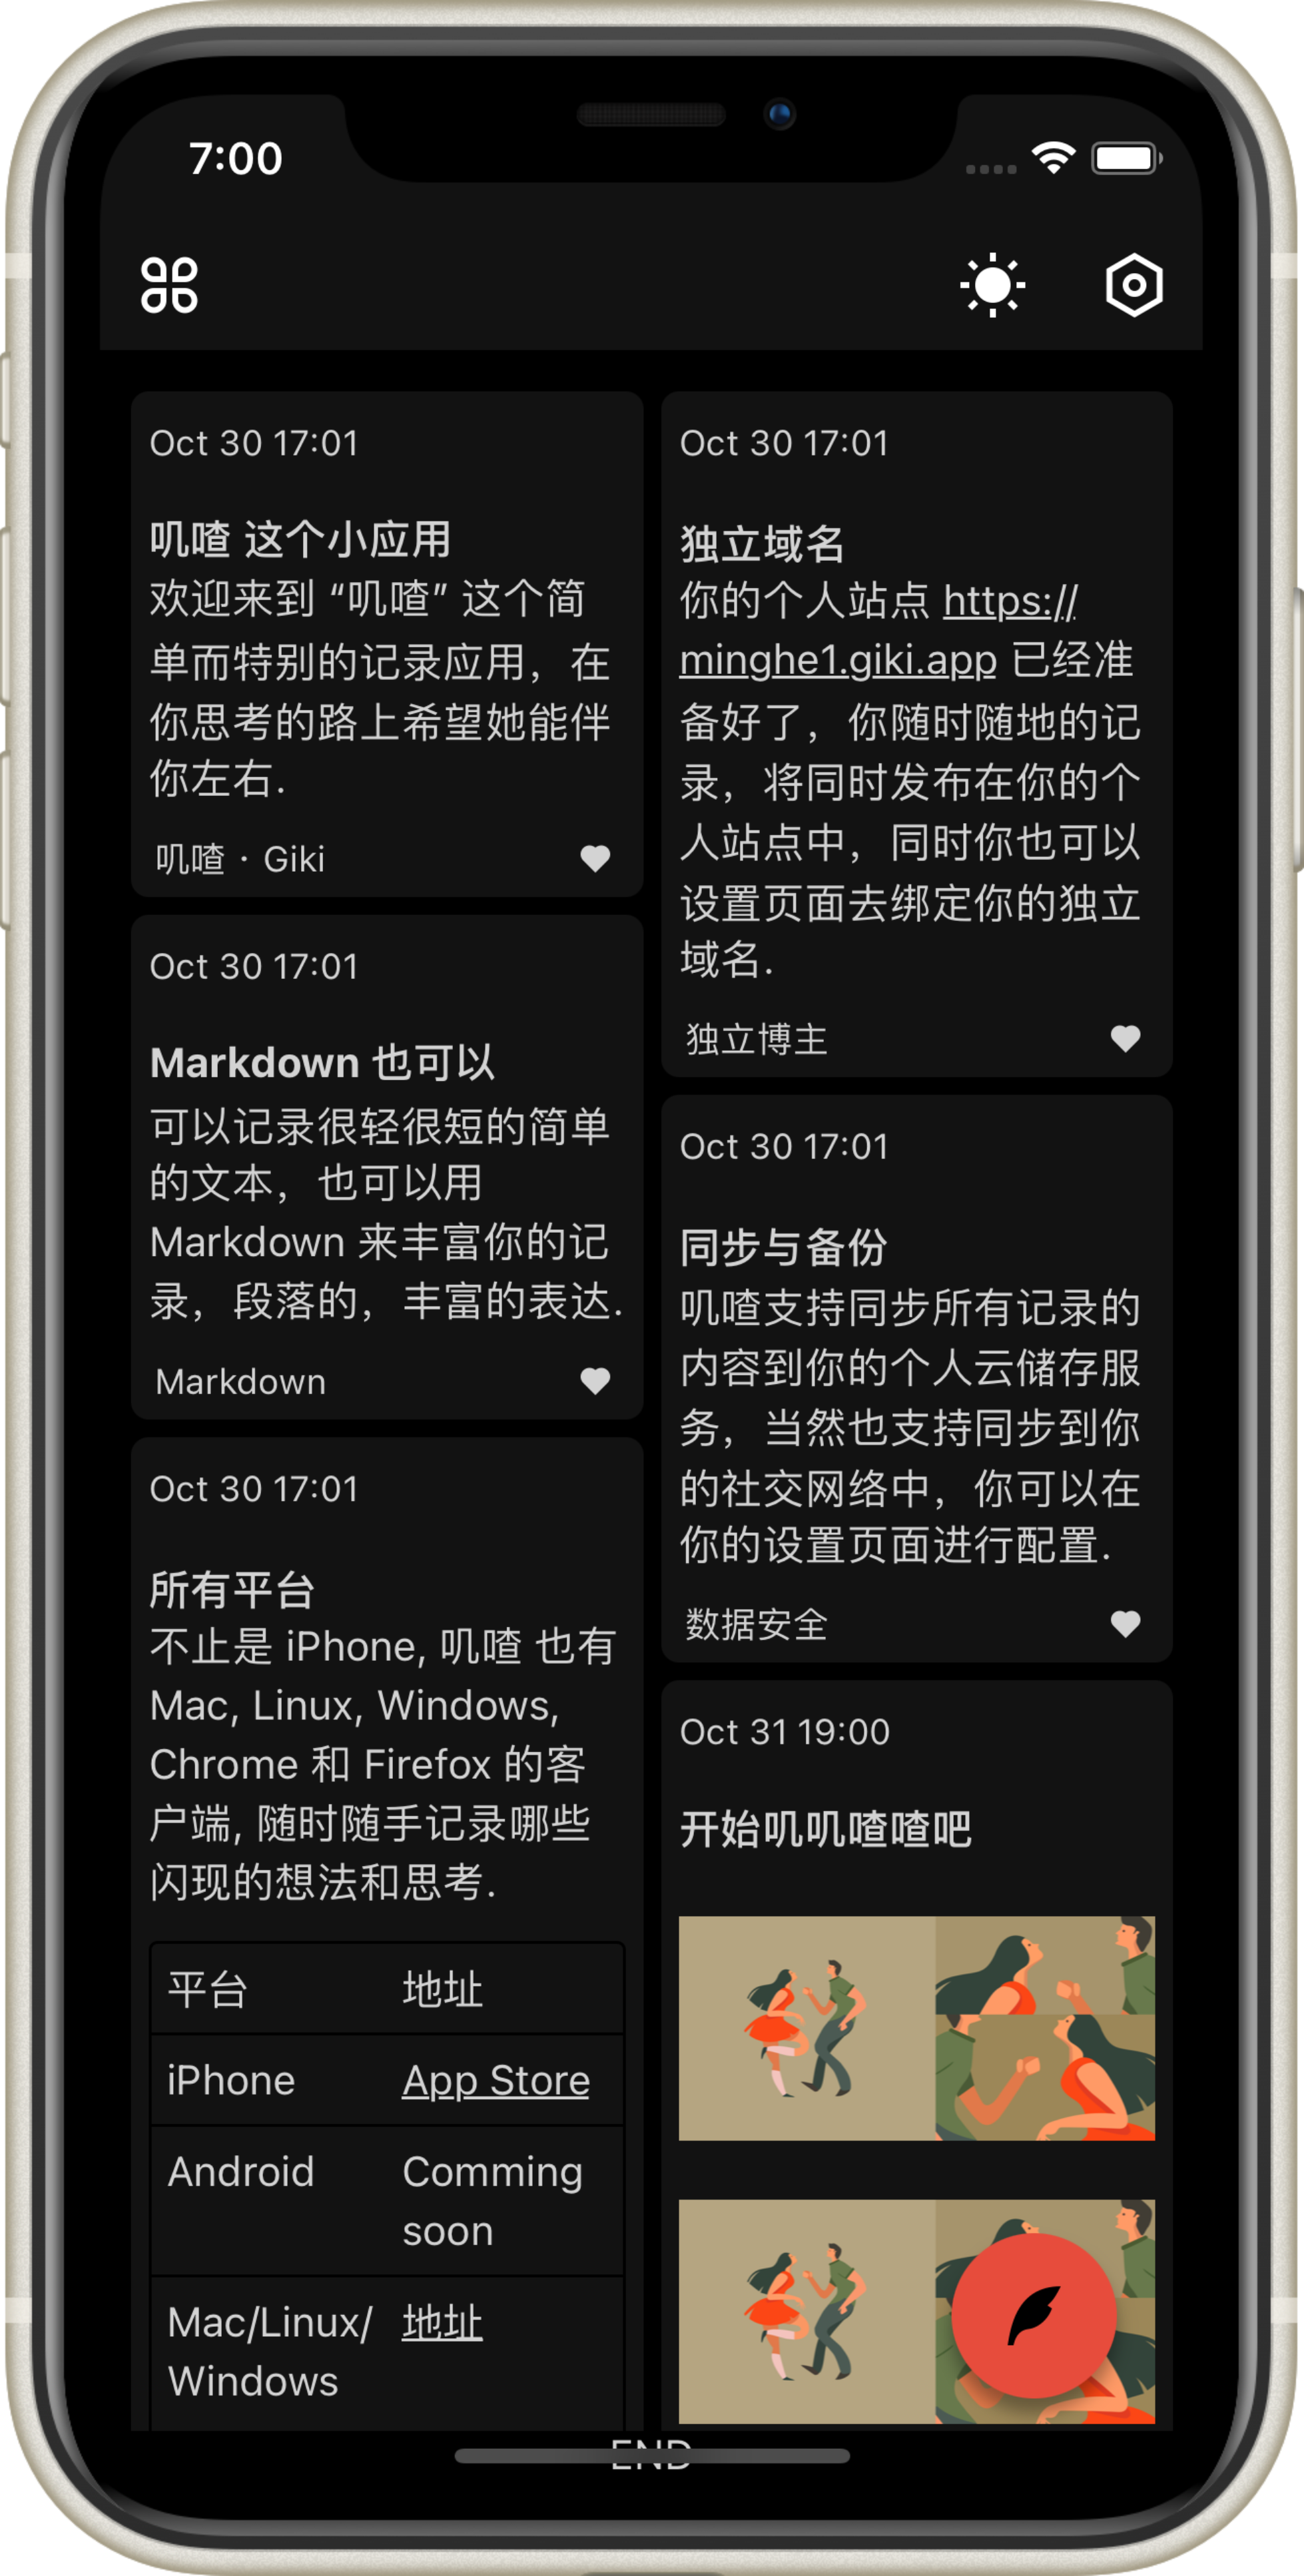 7:00
Oct 30 17:01
叽喳 这个小应用
欢迎来到 “叽喳” 这个简
单而特别的记录应用，在
你思考的路上希望她能伴
你左右.
叽喳 · Giki
Oct 30 17:01
Markdown 也可以
可以记录很轻很短的简单
的文本，也可以用
Markdown 来丰富你的记
录，段落的，丰富的表达.
Markdown
Oct 30 17:01
所有平台
不止是 iPhone, 叽喳 也有
Mac, Linux, Windows,
Chrome 和 Firefox 的客
户端, 随时随手记录哪些
闪现的想法和思考.
平台 地址
iPhone App Store
Android Comming
soon
Mac/Linux/ 地址
Windows
Oct 30 17:01
独立域名
你的个人站点 https://
minghe1.giki.app 已经准
备好了，你随时随地的记
录，将同时发布在你的个
人站点中，同时你也可以
设置页面去绑定你的独立
域名.
独立博主
Oct 30 17:01
同步与备份
叽喳支持同步所有记录的
内容到你的个人云储存服
务，当然也支持同步到你
的社交网络中，你可以在
你的设置页面进行配置.
数据安全
Oct 31 19:00
开始叽叽喳喳吧
END